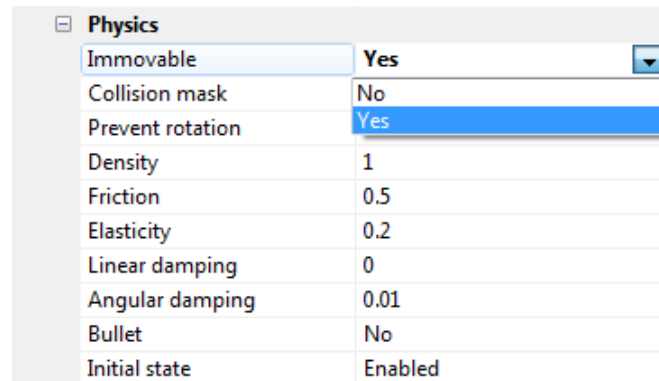 Physics
Immovable Yes
Collision mask No
Prevent rotation Yes
Density 1
Friction 0.5
Elasticity 0.2
Linear damping 0
Angular damping 0.01
Bullet No
Initial state Enabled